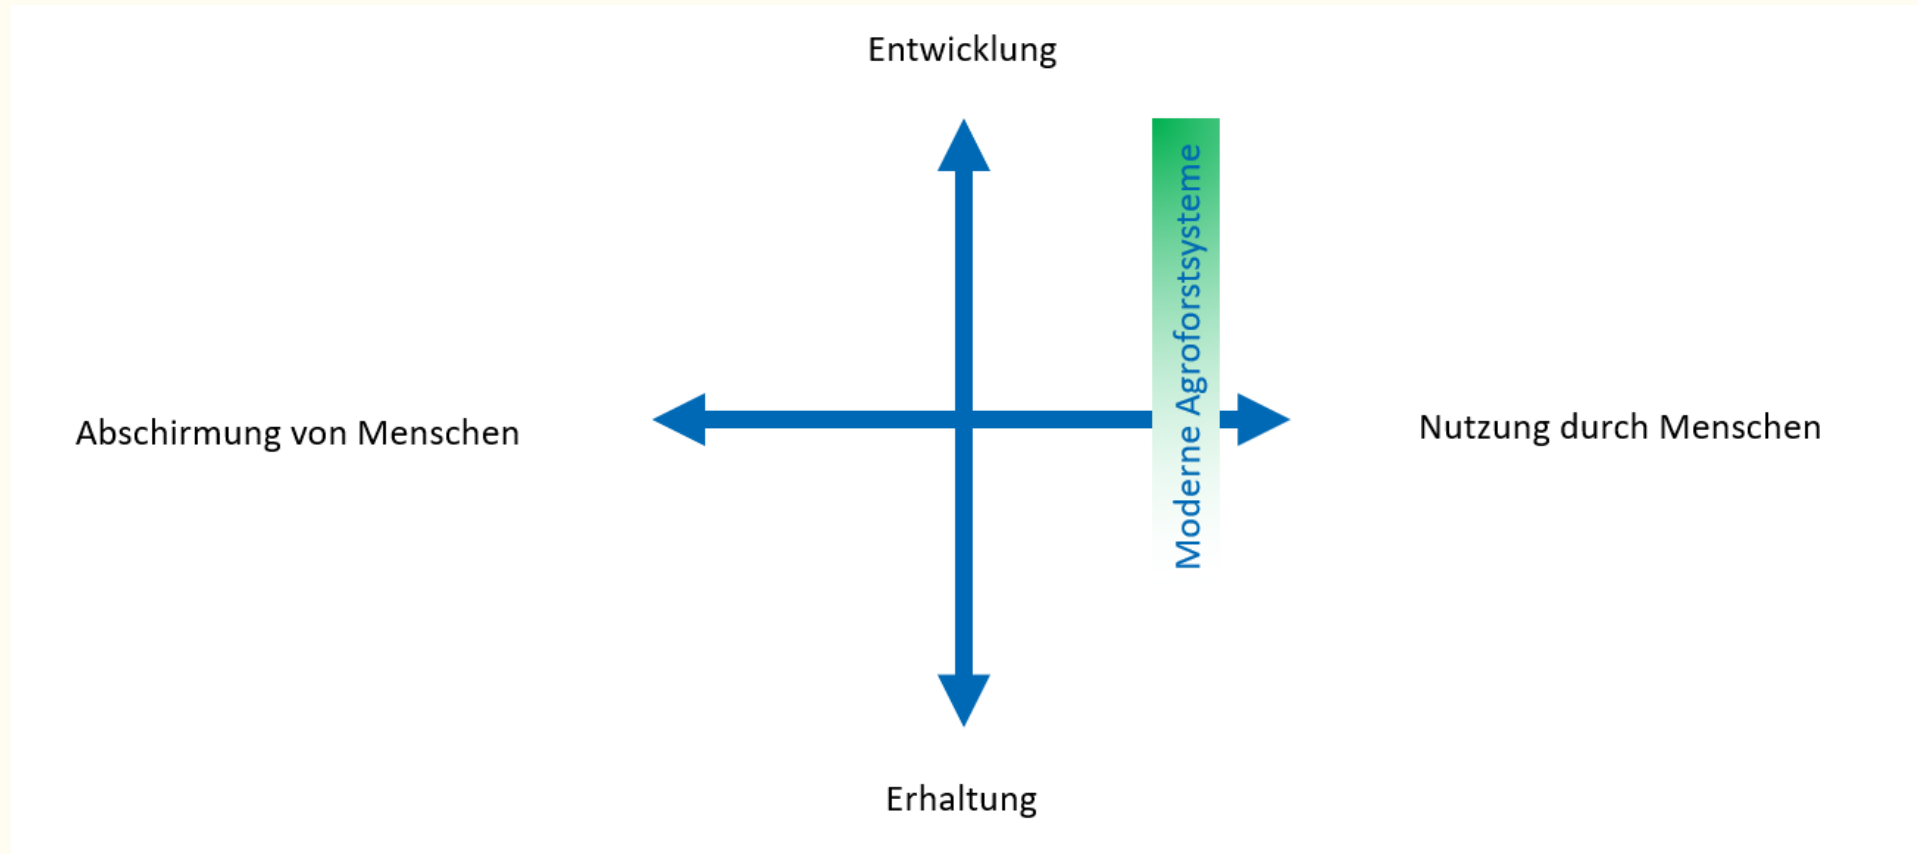 Entwicklung
Moderne Agroforstsysteme
Abschirmung von Menschen
Nutzung durch Menschen
Erhaltung